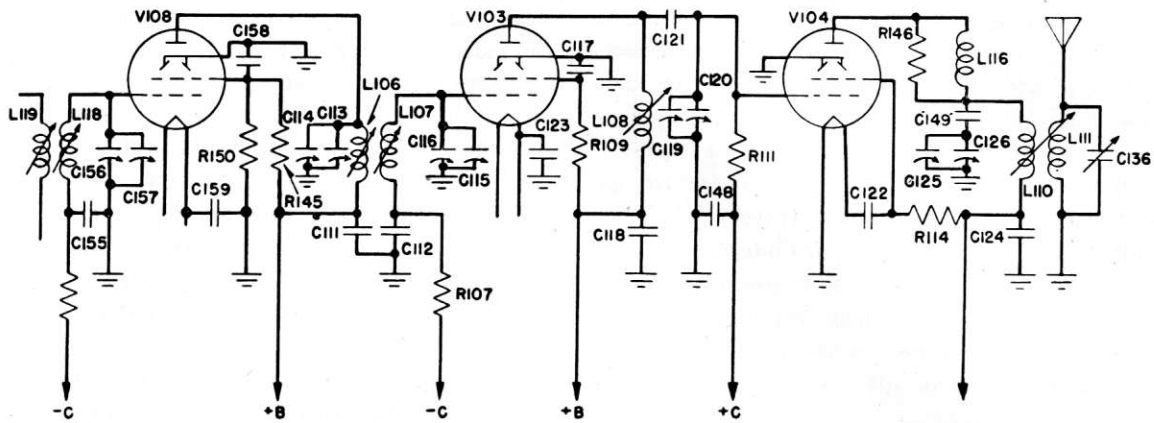 V108
C158
V103
C117
C121
V104
R146
L116
L119
L118
L106
L107
C114
C113
L108
C120
C149
C156
C157
R150
C116
C115
C123
R109
C119
R111
C126
C125
L111
C136
R145
L110
C159
C155
C111
C112
C118
C148
C122
R114
C124
R107
-C
+B
-C
+B
+C